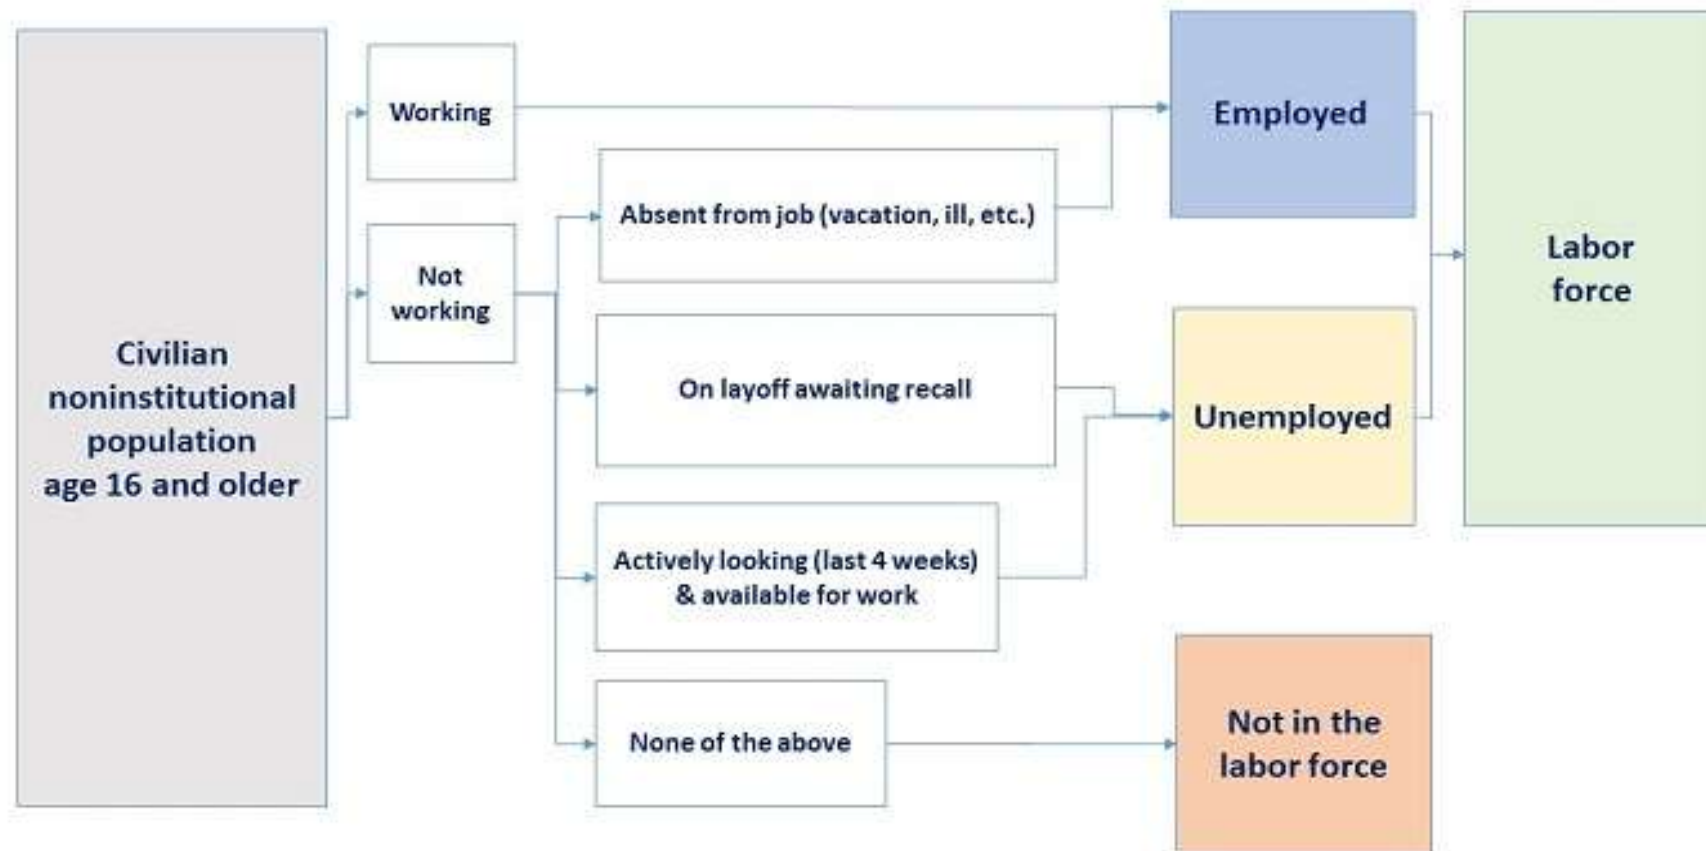 Civilian
noninstitutional
population
age 16 and older
Working
Not
working
Absent from job (vacation, ill, etc.)
On layoff awaiting recall
Actively looking (last 4 weeks)
& available for work
None of the above
Employed
Unemployed
Not in the
labor force
Labor
force